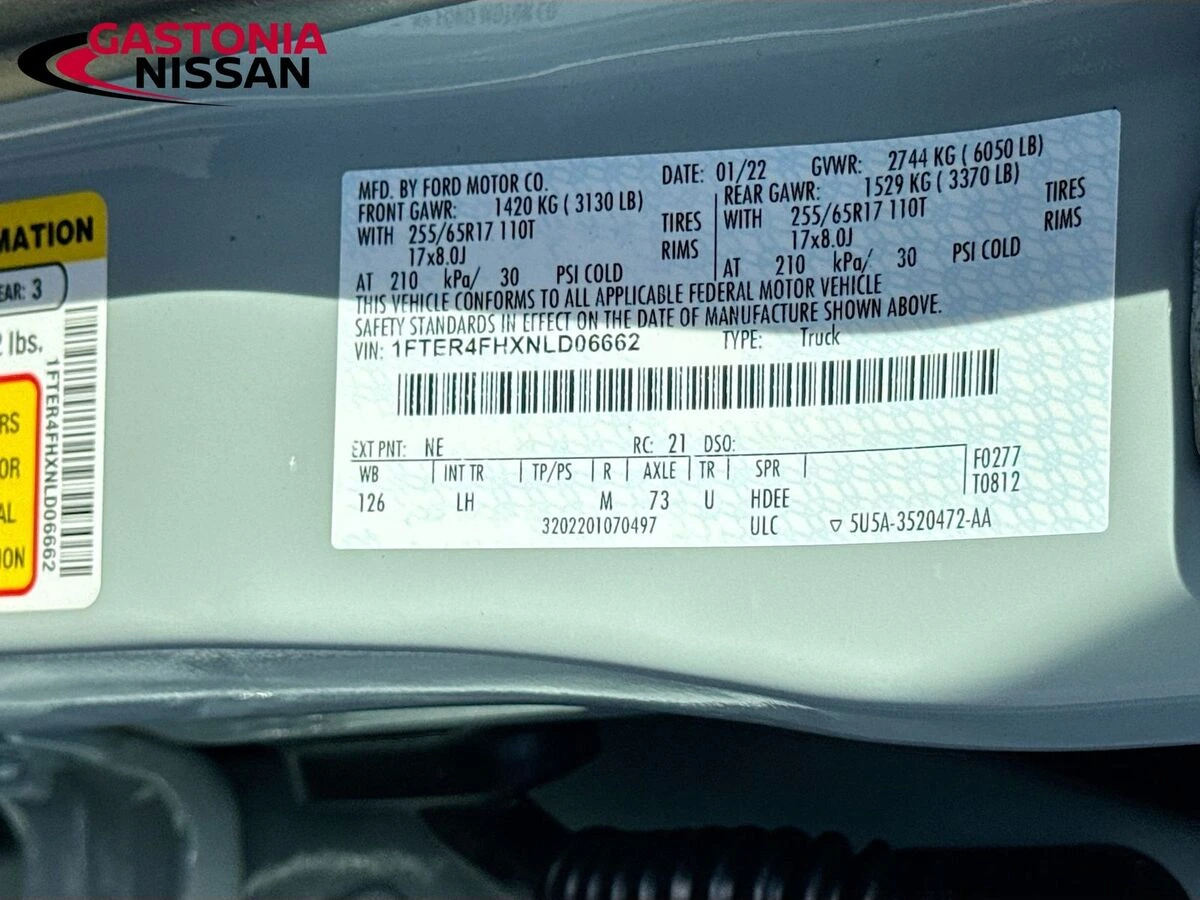 GASTONIA
NISSAN
MATION
EAR: 3
lbs.
1FTER4FHXNLD06662
RS
OR
AL
ION
MFD. BY FORD MOTOR CO. DATE: 01/22 GVWR: 2744 KG ( 6050 LB)
FRONT GAWR: 1420 KG ( 3130 LB) REAR GAWR: 1529 KG ( 3370 LB)
WITH 255/65R17 110T TIRES WITH 255/65R17 110T TIRES
17x8.0J RIMS 17x8.0J RIMS
AT 210 kPa/ 30 PSI COLD AT 210 kPa/ 30 PSI COLD
THIS VEHICLE CONFORMS TO ALL APPLICABLE FEDERAL MOTOR VEHICLE
SAFETY STANDARDS IN EFFECT ON THE DATE OF MANUFACTURE SHOWN ABOVE.
VIN: 1FTER4FHXNLD06662 TYPE: Truck
EXT PNT: NE RC: 21 DSO:
WB INT TR TP/PS R AXLE TR SPR F0277
126 LH M 73 U HDEE T0812
3202201070497 ULC ▽ 5U5A-3520472-AA